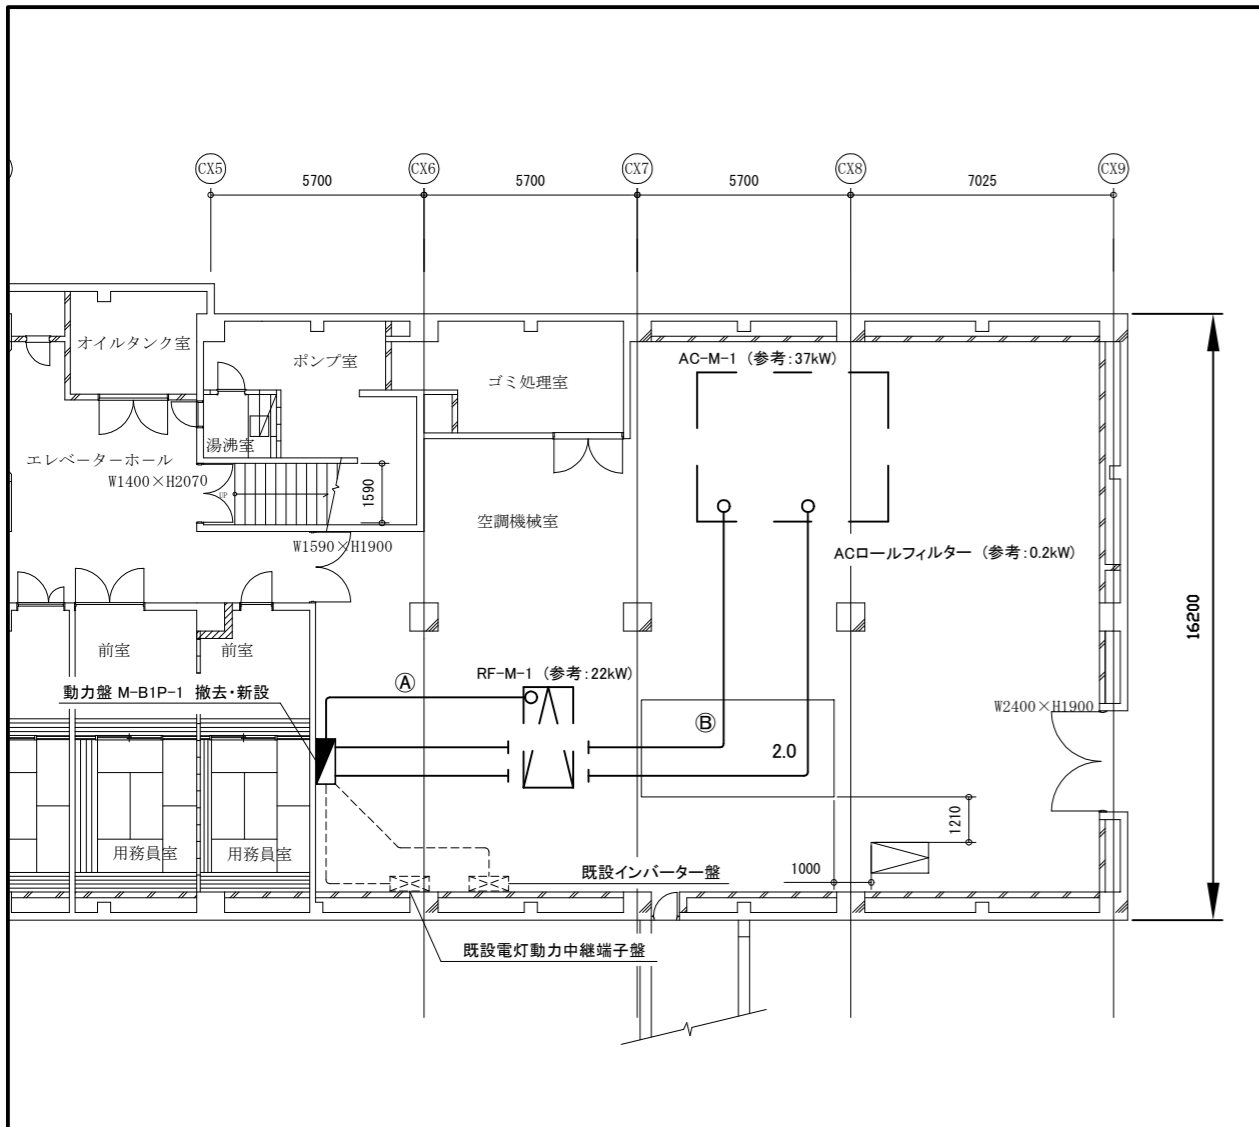 CX5
CX6
CX7
CX8
CX9
5700
5700
5700
7025
オイルタンク室
ポンプ室
ゴミ処理室
AC-M-1 (参考:37kW)
湯沸室
エレベーターホール
W1400×H2070
UP
1590
空調機械室
W1590×H1900
ACロールフィルター (参考:0.2kW)
16200
前室
前室
RF-M-1 (参考:22kW)
Ⓐ
動力盤 M-B1P-1 撤去・新設
Ⓑ
W2400×H1900
2.0
1210
用務員室
用務員室
既設インバーター盤
1000
既設電灯動力中継端子盤